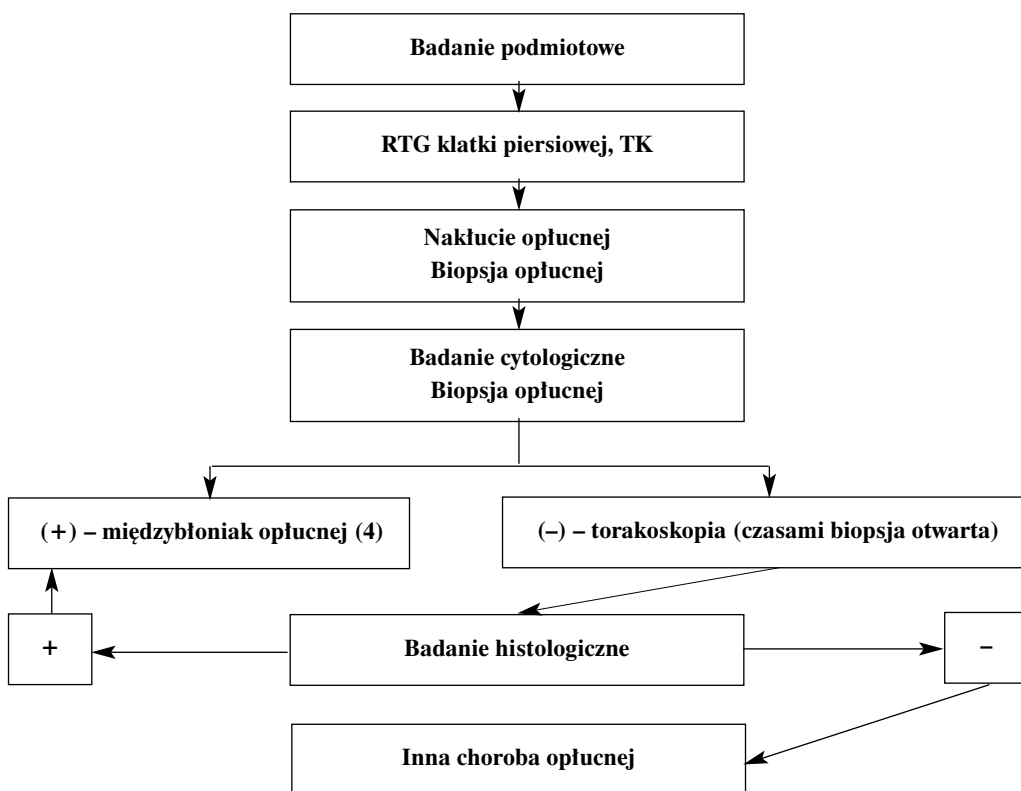 Badanie podmiotowe
RTG klatki piersiowej, TK
Nakłucie opłucnej
Biopsja opłucnej
Badanie cytologiczne
Biopsja opłucnej
(+) – międzybłoniak opłucnej (4)
(–) – torakoskopia (czasami biopsja otwarta)
+
Badanie histologiczne
–
Inna choroba opłucnej